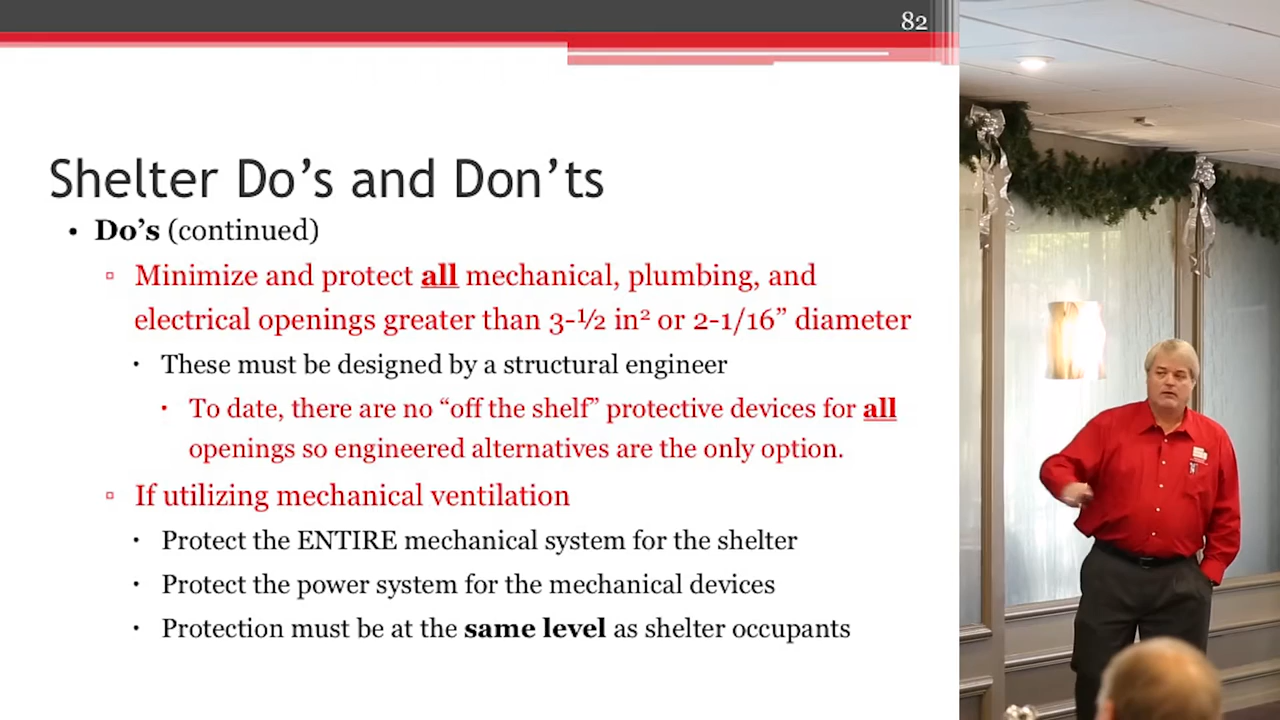 82
Shelter Do’s and Don’ts
• Do’s (continued)
▫ Minimize and protect all mechanical, plumbing, and
electrical openings greater than 3-½ in² or 2-1/16” diameter
• These must be designed by a structural engineer
• To date, there are no “off the shelf” protective devices for all
openings so engineered alternatives are the only option.
▫ If utilizing mechanical ventilation
• Protect the ENTIRE mechanical system for the shelter
• Protect the power system for the mechanical devices
• Protection must be at the same level as shelter occupants